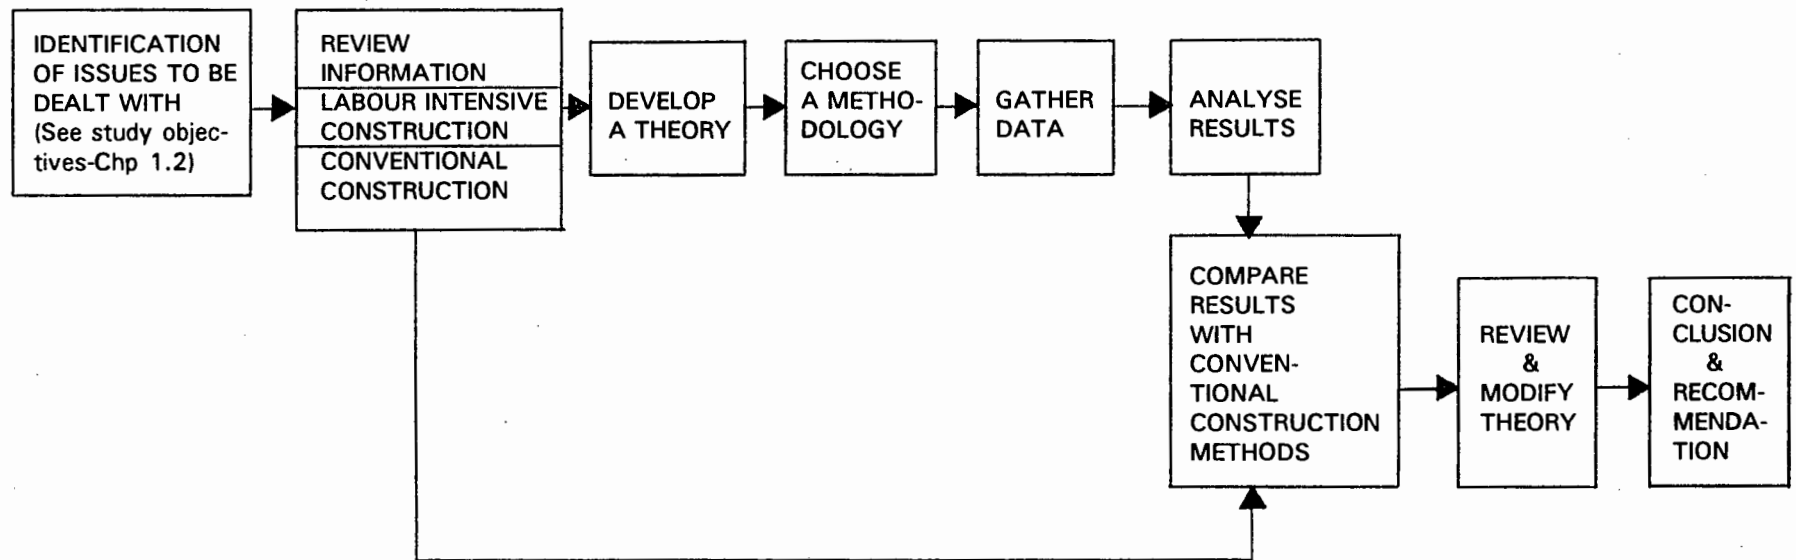 IDENTIFICATION
OF ISSUES TO BE
DEALT WITH
(See study objec-
tives-Chp 1.2)
REVIEW
INFORMATION
LABOUR INTENSIVE
CONSTRUCTION
CONVENTIONAL
CONSTRUCTION
DEVELOP
A THEORY
CHOOSE
A METHO-
DOLOGY
GATHER
DATA
ANALYSE
RESULTS
COMPARE
RESULTS
WITH
CONVEN-
TIONAL
CONSTRUCTION
METHODS
REVIEW
&
MODIFY
THEORY
CON-
CLUSION
&
RECOM-
MENDA-
TION